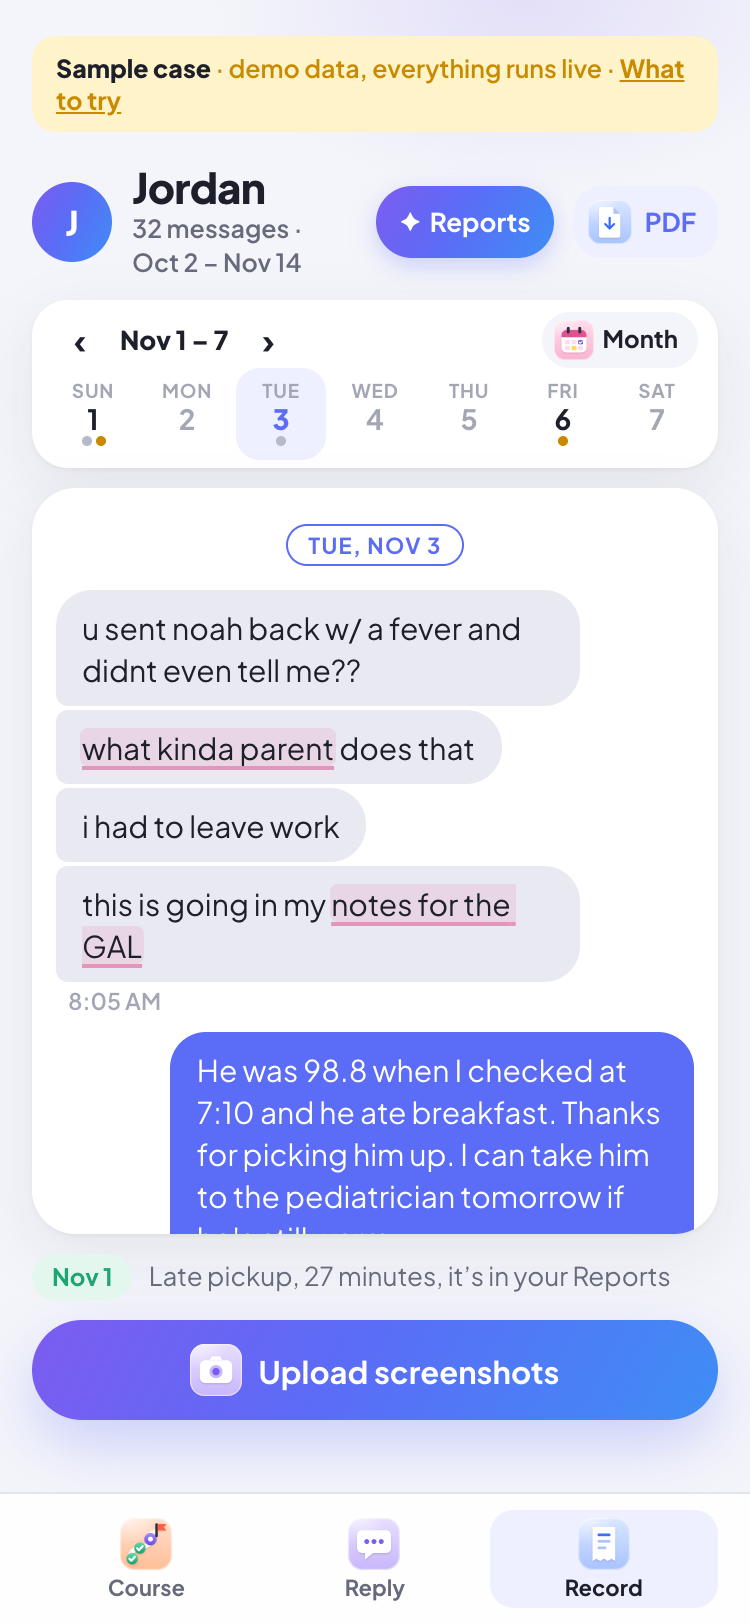 Sample case · demo data, everything runs live · What
to try
J
Jordan
32 messages ·
Oct 2 – Nov 14
Reports
PDF
‹ Nov 1 – 7 ›
Month
SUN MON TUE WED THU FRI SAT
1 2 3 4 5 6 7
TUE, NOV 3
u sent noah back w/ a fever and
didnt even tell me??
what kinda parent does that
i had to leave work
this is going in my notes for the
GAL
8:05 AM
He was 98.8 when I checked at
7:10 and he ate breakfast. Thanks
for picking him up. I can take him
to the pediatrician tomorrow if
Nov 1 Late pickup, 27 minutes, it’s in your Reports
Upload screenshots
Course Reply Record